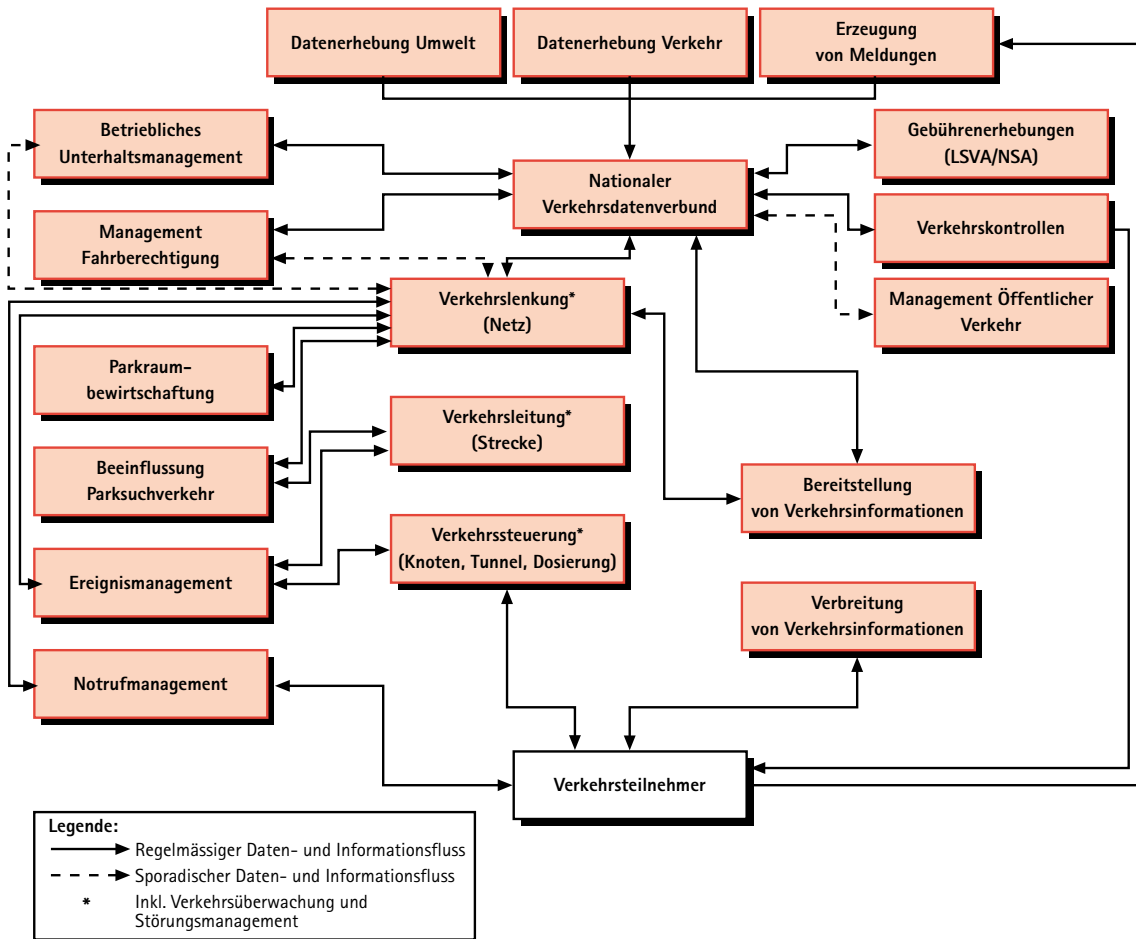 Datenerhebung Umwelt
Datenerhebung Verkehr
Erzeugung
von Meldungen
Betriebliches
Unterhaltsmanagement
Gebührenerhebungen
(LSVA/NSA)
Nationaler
Verkehrsdatenverbund
Management
Fahrberechtigung
Verkehrskontrollen
Verkehrslenkung*
(Netz)
Management Öffentlicher
Verkehr
Parkraum-
bewirtschaftung
Verkehrsleitung*
(Strecke)
Beeinflussung
Parksuchverkehr
Bereitstellung
von Verkehrsinformationen
Verkehrssteuerung*
(Knoten, Tunnel, Dosierung)
Ereignismanagement
Verbreitung
von Verkehrsinformationen
Notrufmanagement
Verkehrsteilnehmer
Legende:
Regelmässiger Daten- und Informationsfluss
Sporadischer Daten- und Informationsfluss
* Inkl. Verkehrsüberwachung und
Störungsmanagement